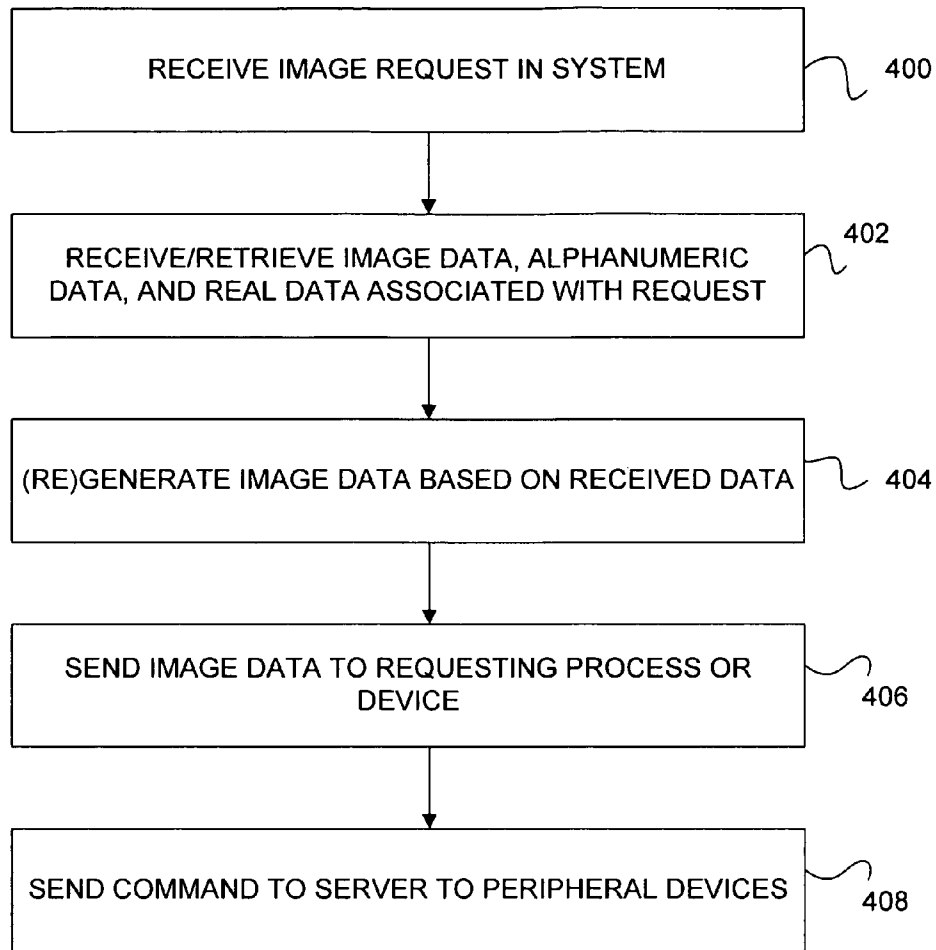 RECEIVE IMAGE REQUEST IN SYSTEM
400
RECEIVE/RETRIEVE IMAGE DATA, ALPHANUMERIC
DATA, AND REAL DATA ASSOCIATED WITH REQUEST
402
(RE)GENERATE IMAGE DATA BASED ON RECEIVED DATA
404
SEND IMAGE DATA TO REQUESTING PROCESS OR
DEVICE
406
SEND COMMAND TO SERVER TO PERIPHERAL DEVICES
408